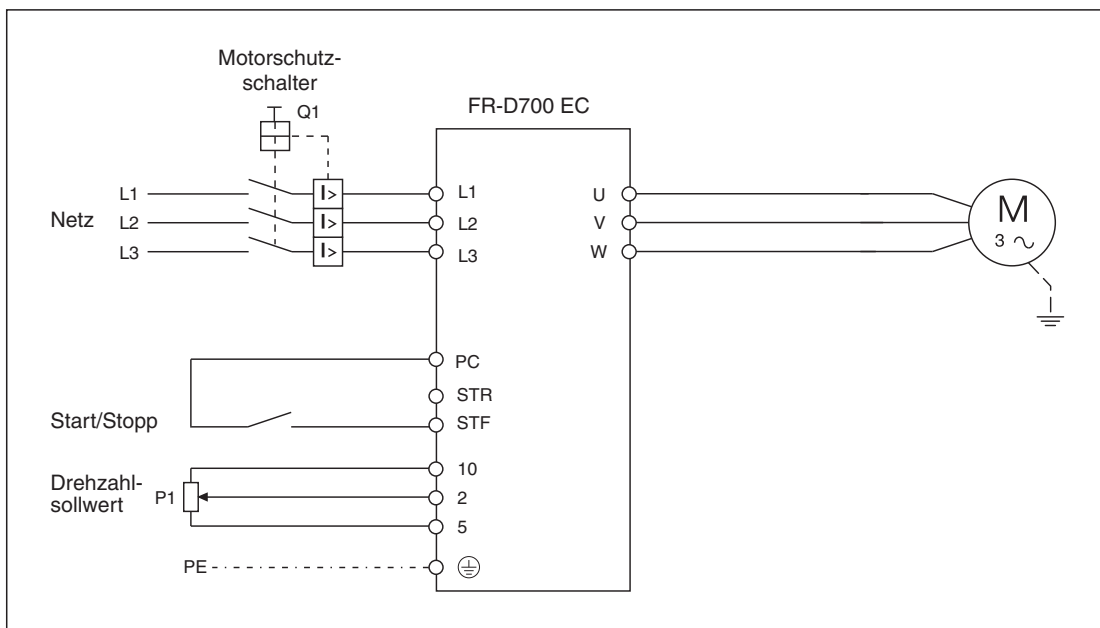 Motorschutz-
schalter
Q1
FR-D700 EC
L1
L2
L3
Netz
I>
I>
I>
L1
L2
L3
U
V
W
M
3 ~
PC
STR
STF
Start/Stopp
Drehzahl-
sollwert
P1
10
2
5
PE